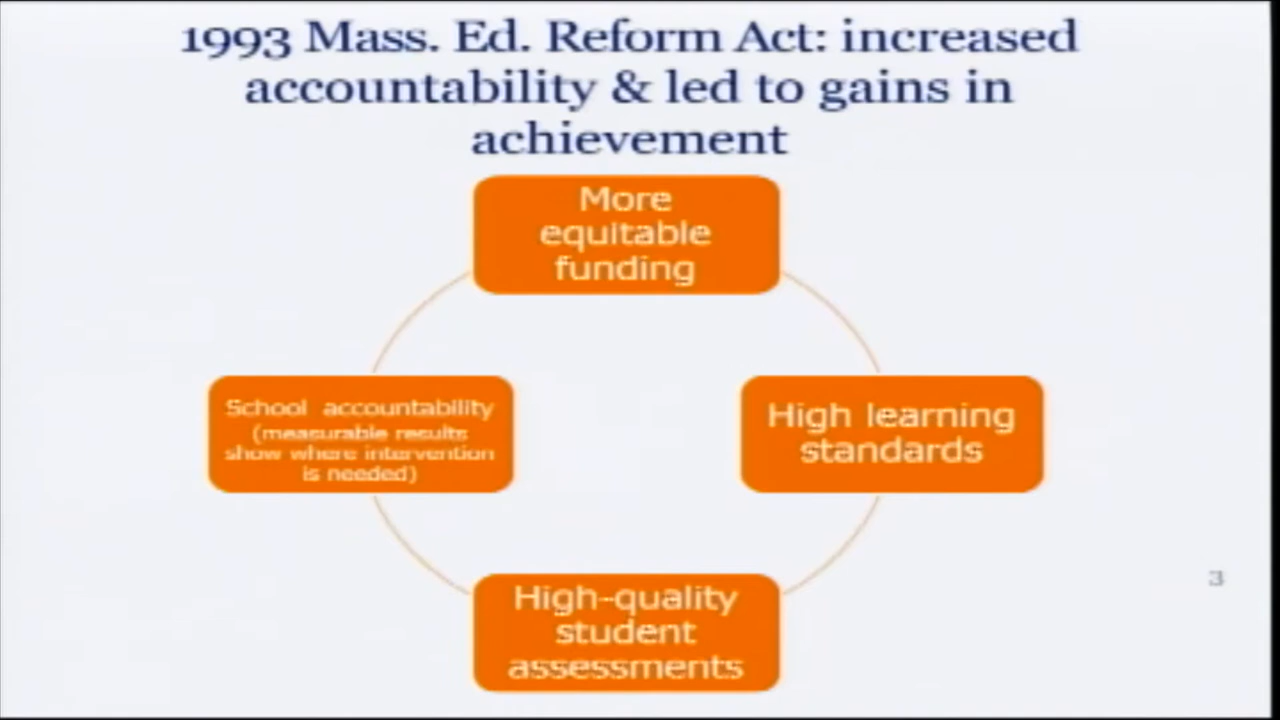 1993 Mass. Ed. Reform Act: increased
accountability & led to gains in
achievement
More
equitable
funding
School accountability
(measurable results
show where intervention
is needed)
High learning
standards
High-quality
student
assessments
3